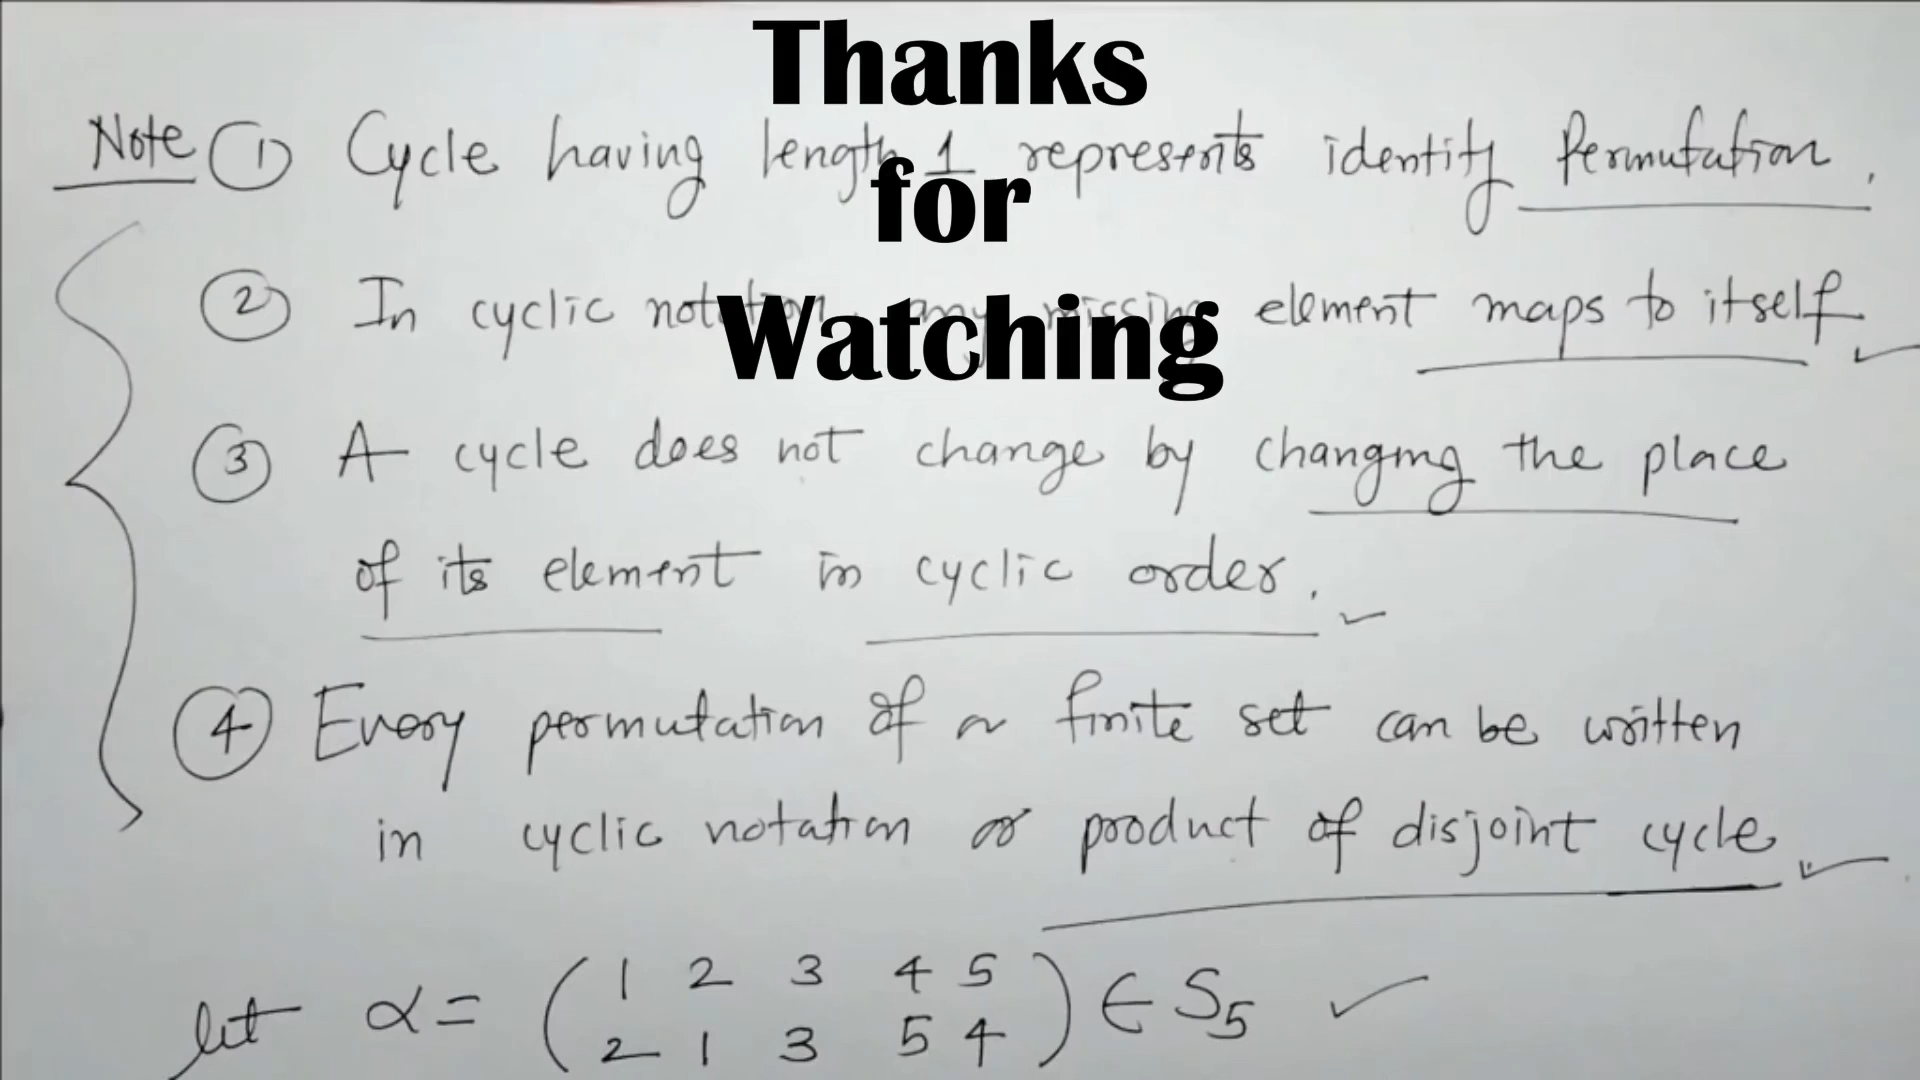 Thanks
for
Watching
Note ① Cycle having length 1 represents identity Permutation.
② In cyclic notation, any missing element maps to itself
③ A cycle does not change by changing the place
of its element in cyclic order.
④ Every permutation of a finite set can be written
in cyclic notation or product of disjoint cycle
let α = ( 1 2 3 4 5 ) ∈ S₅
2 1 3 5 4